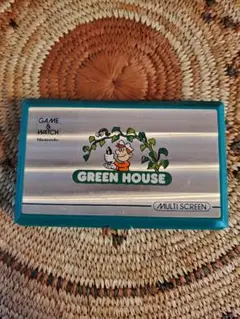 GAME
&
WATCH
Nintendo
GREEN HOUSE
MULTI SCREEN